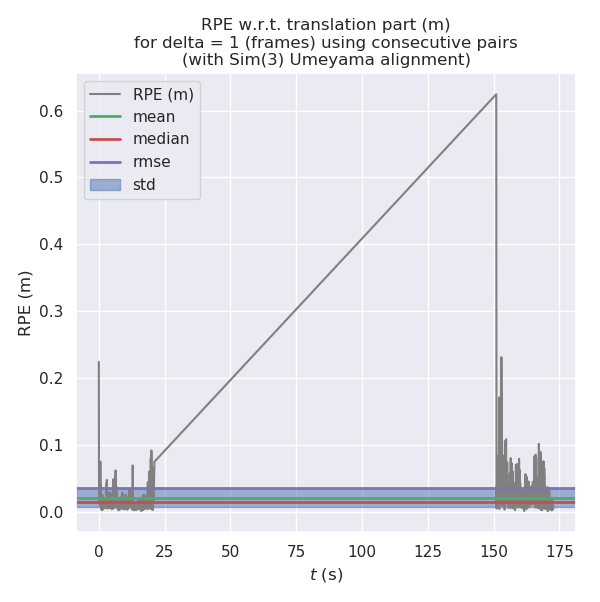 RPE w.r.t. translation part (m)
for delta = 1 (frames) using consecutive pairs
(with Sim(3) Umeyama alignment)
RPE (m)
mean
median
rmse
std
0.6
0.5
0.4
0.3
0.2
0.1
0.0
RPE (m)
0 25 50 75 100 125 150 175
t (s)